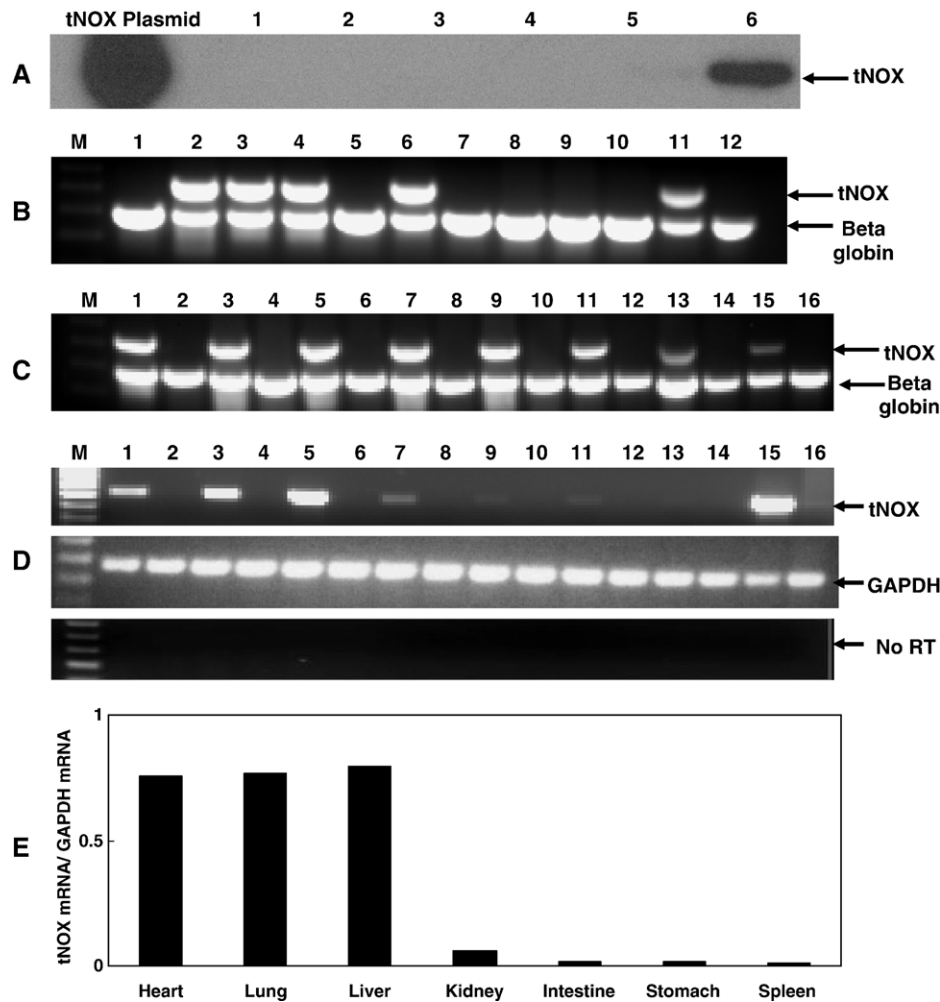 tNOX Plasmid 1 2 3 4 5 6
A
tNOX
M 1 2 3 4 5 6 7 8 9 10 11 12
B
tNOX
Beta
globin
M 1 2 3 4 5 6 7 8 9 10 11 12 13 14 15 16
C
tNOX
Beta
globin
M 1 2 3 4 5 6 7 8 9 10 11 12 13 14 15 16
tNOX
D
GAPDH
No RT
E
tNOX mRNA/ GAPDH mRNA
1
0.5
0
Heart Lung Liver Kidney Intestine Stomach Spleen